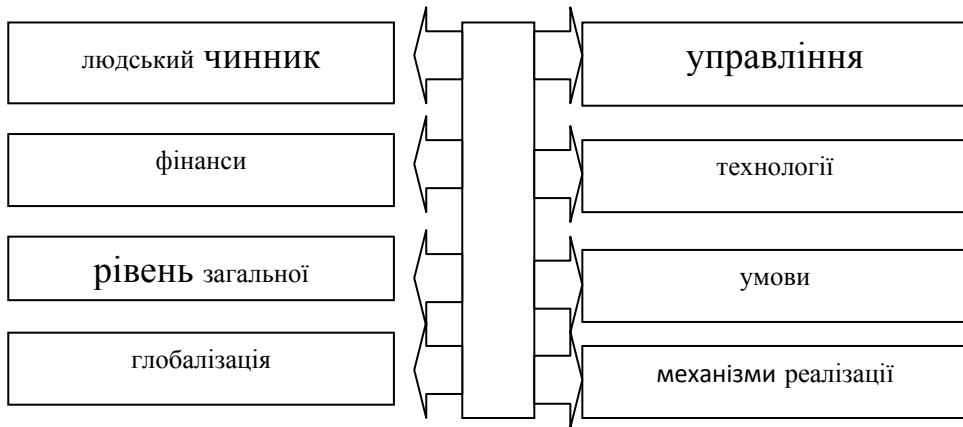 людський чинник
управління
фінанси
технології
рівень загальної
умови
глобалізація
механізми реалізації